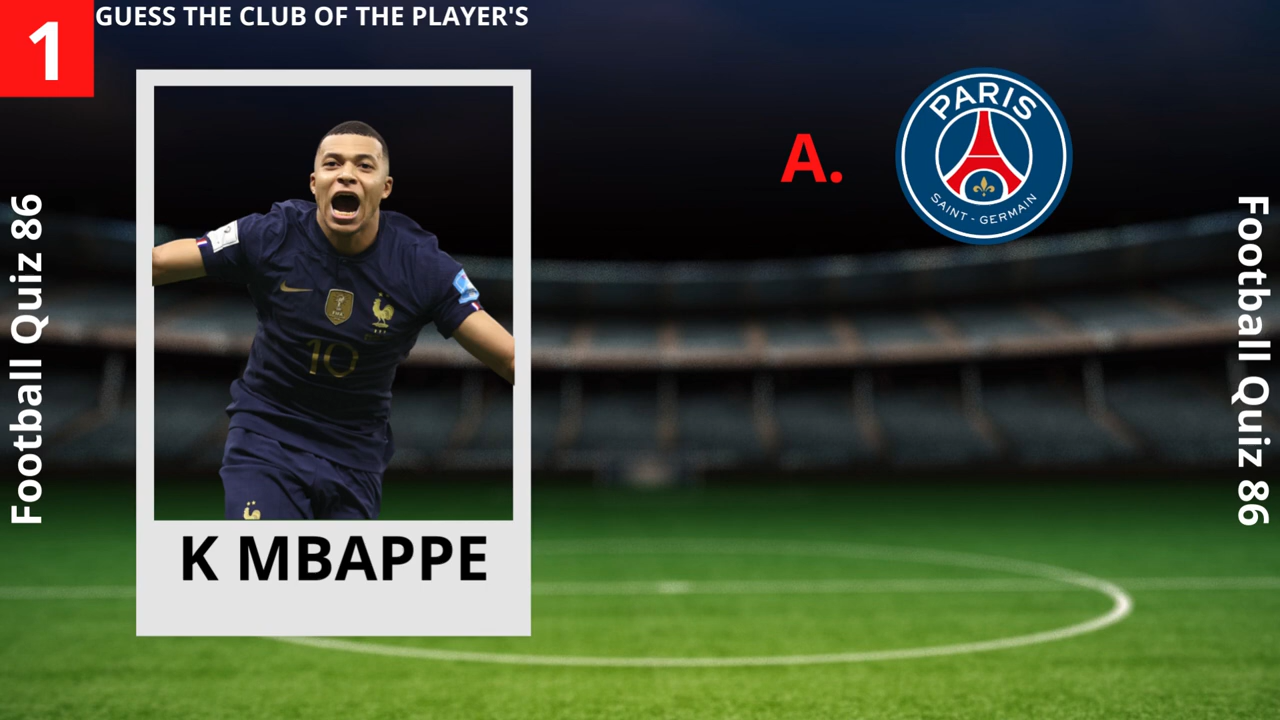 1
GUESS THE CLUB OF THE PLAYER'S
Football Quiz 86
10
K MBAPPE
A.
PARIS
SAINT-GERMAIN
Football Quiz 86